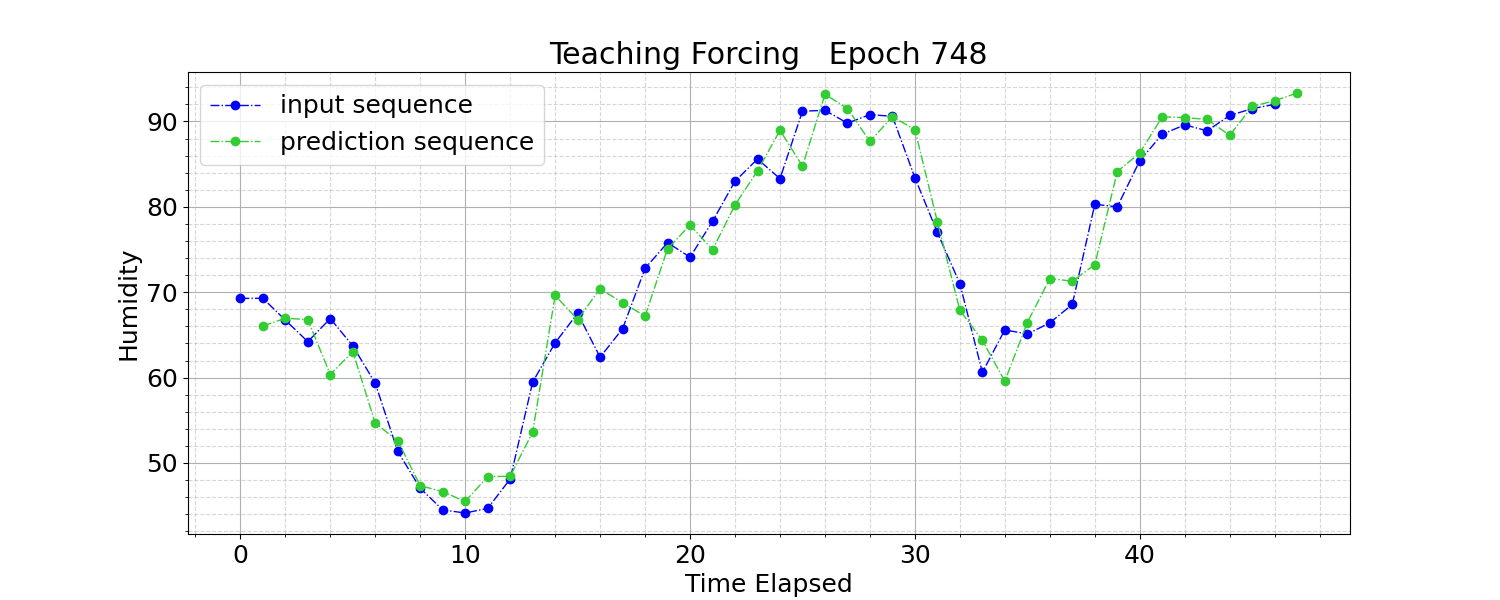 Teaching Forcing   Epoch 748
input sequence
prediction sequence
Humidity
90
80
70
60
50
0 10 20 30 40
Time Elapsed